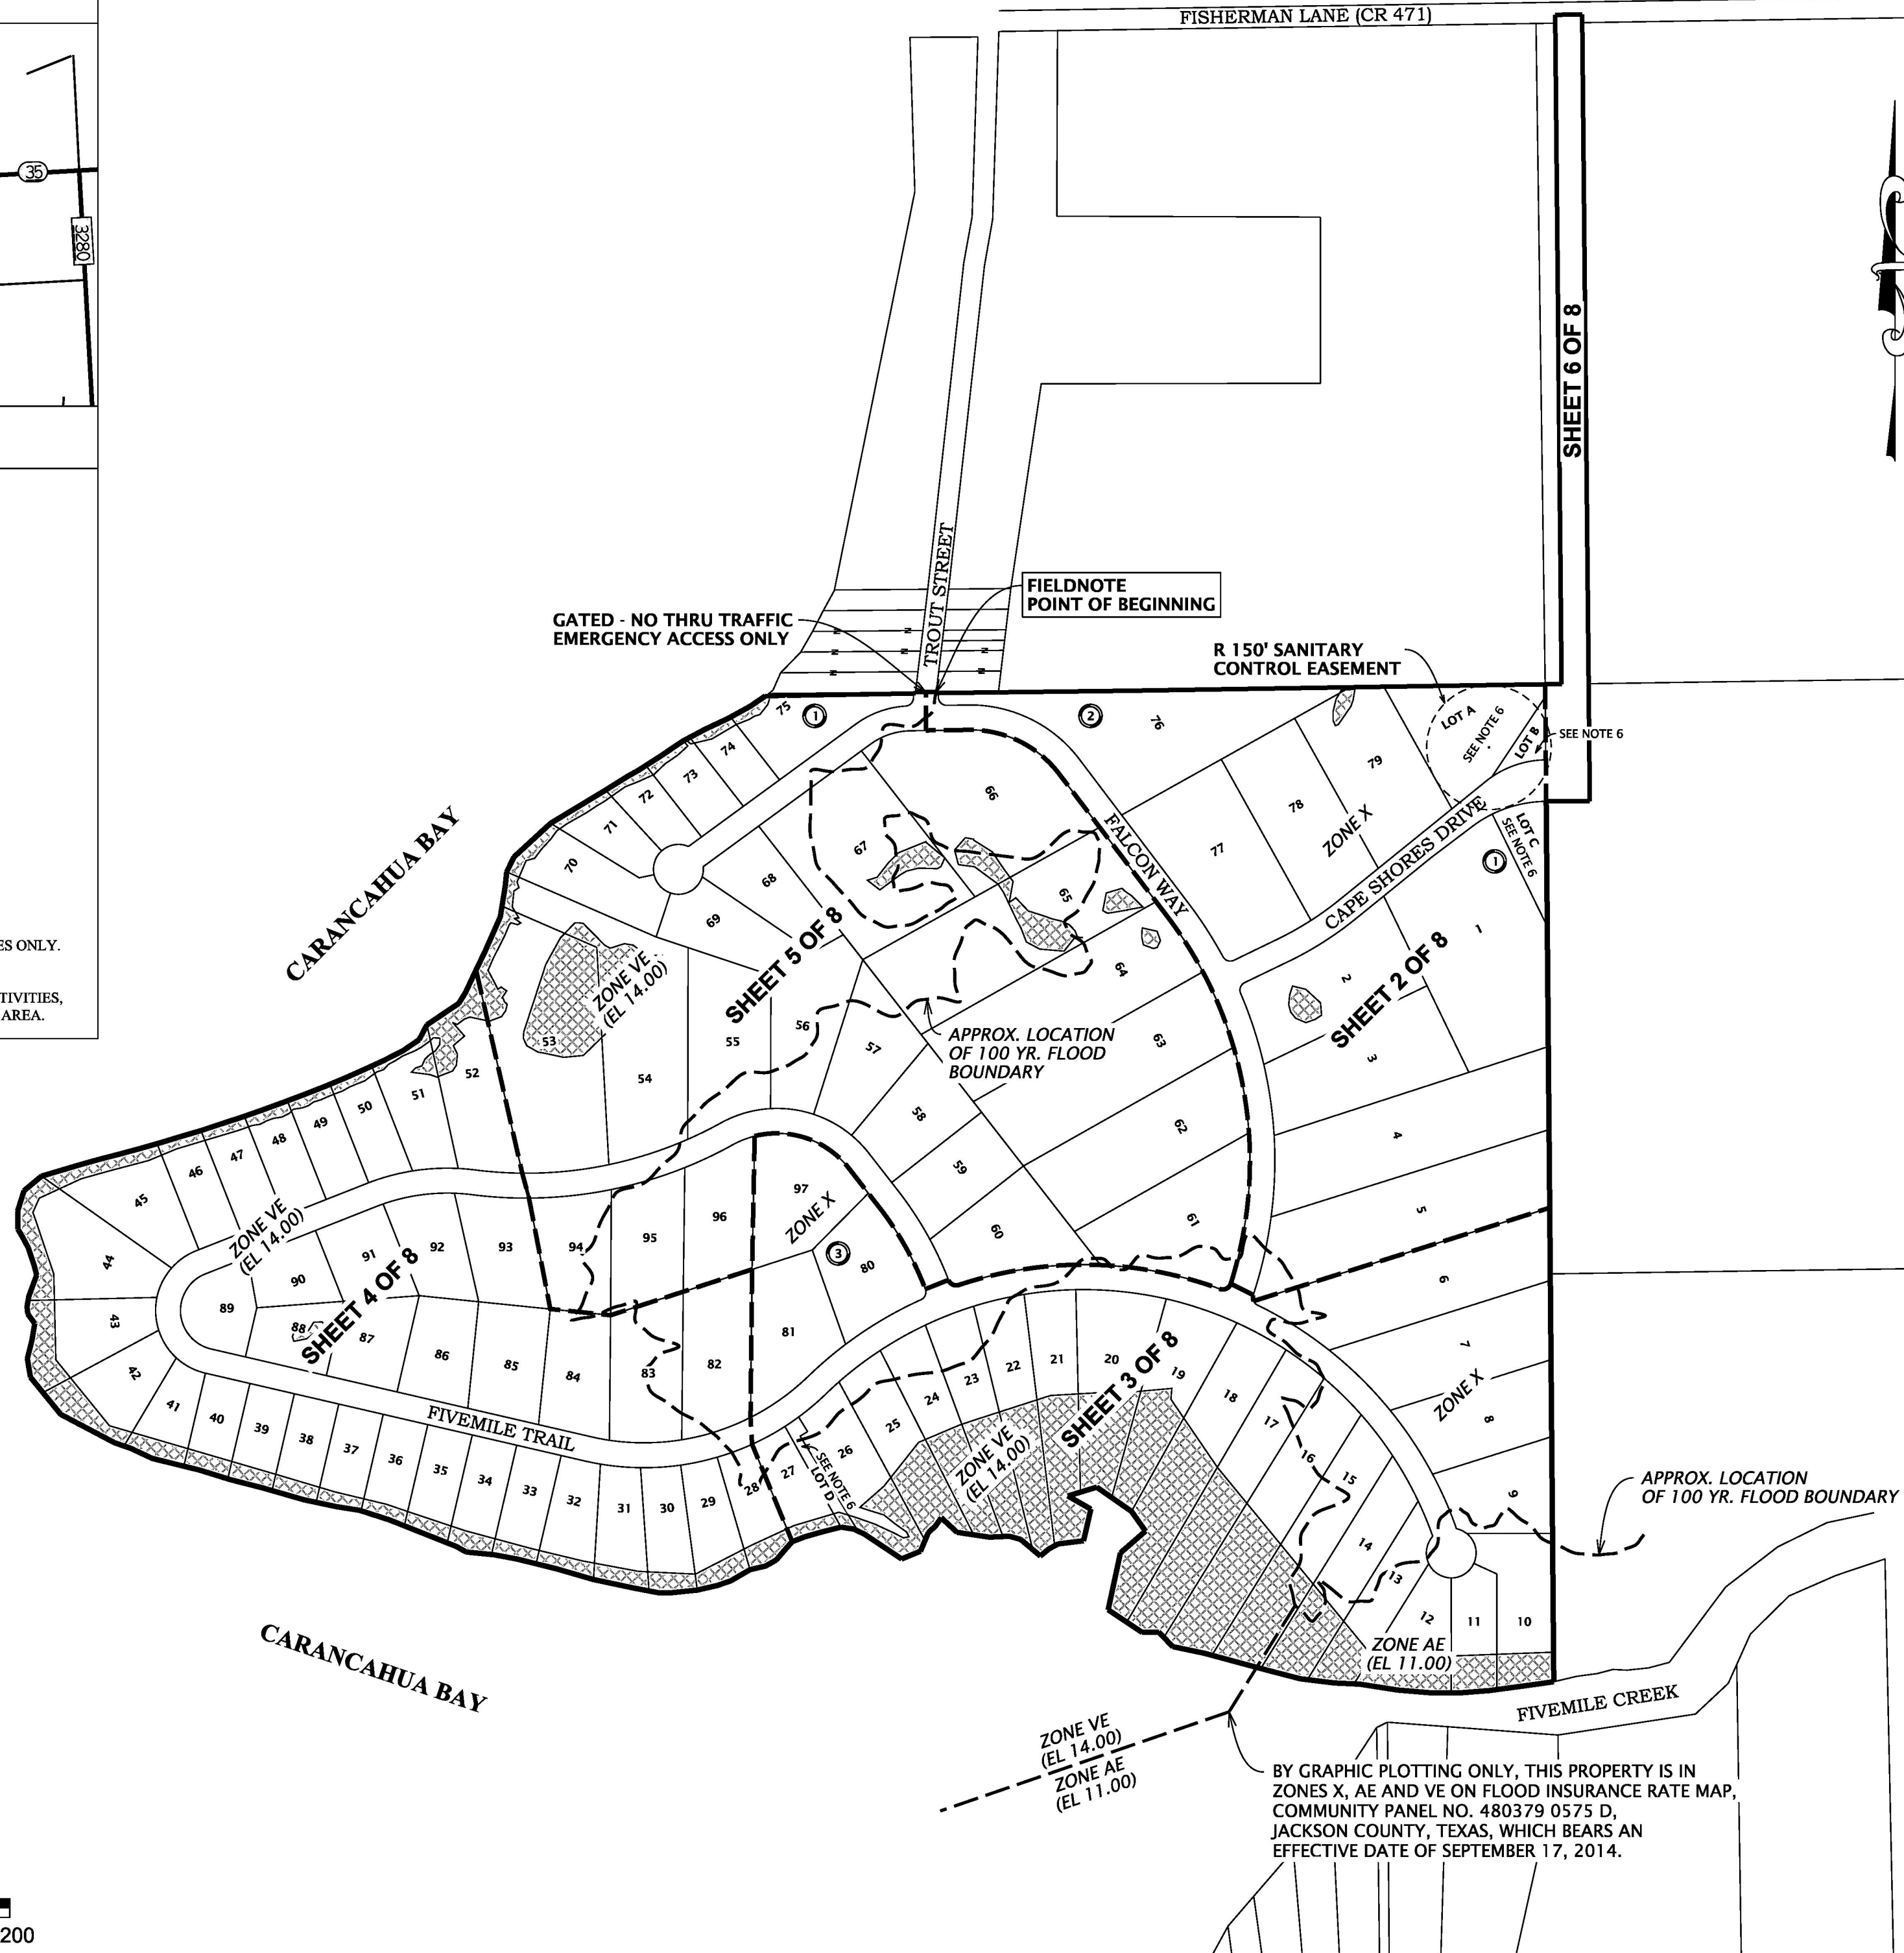 FISHERMAN LANE (CR 471)
35
3280
SHEET 6 OF 8
TROUT STREET
FIELDNOTE
POINT OF BEGINNING
GATED - NO THRU TRAFFIC
EMERGENCY ACCESS ONLY
R 150' SANITARY
CONTROL EASEMENT
LOT A
SEE NOTE 6
LOT B
SEE NOTE 6
75
1
2
76
74
73
72
71
70
79
78
77
ZONE X
CAPE SHORES DRIVE
LOT C
SEE NOTE 6
1
66
67
68
69
65
64
FALCON WAY
CARANCAHUA BAY
ES ONLY.
TIVITIES,
AREA.
ZONE VE
(EL 14.00)
SHEET 5 OF 8
SHEET 2 OF 8
1
2
3
4
5
53
54
55
56
57
58
59
60
61
62
63
APPROX. LOCATION
OF 100 YR. FLOOD
BOUNDARY
52
51
50
49
48
47
46
45
44
43
42
41
40
39
38
37
36
35
34
33
32
31
30
29
28
27
26
25
24
23
22
21
20
19
18
17
16
15
14
13
12
11
10
9
8
7
6
ZONE VE
(EL 14.00)
SHEET 4 OF 8
88
89
90
91
92
93
94
95
96
97
ZONE X
3
80
81
82
83
84
85
86
87
FIVEMILE TRAIL
SEE NOTE 6
LOT D
ZONE VE
(EL 14.00)
SHEET 3 OF 8
ZONE X
APPROX. LOCATION
OF 100 YR. FLOOD BOUNDARY
ZONE AE
(EL 11.00)
CARANCAHUA BAY
FIVEMILE CREEK
ZONE VE
(EL 14.00)
ZONE AE
(EL 11.00)
BY GRAPHIC PLOTTING ONLY, THIS PROPERTY IS IN
ZONES X, AE AND VE ON FLOOD INSURANCE RATE MAP,
COMMUNITY PANEL NO. 480379 0575 D,
JACKSON COUNTY, TEXAS, WHICH BEARS AN
EFFECTIVE DATE OF SEPTEMBER 17, 2014.
200